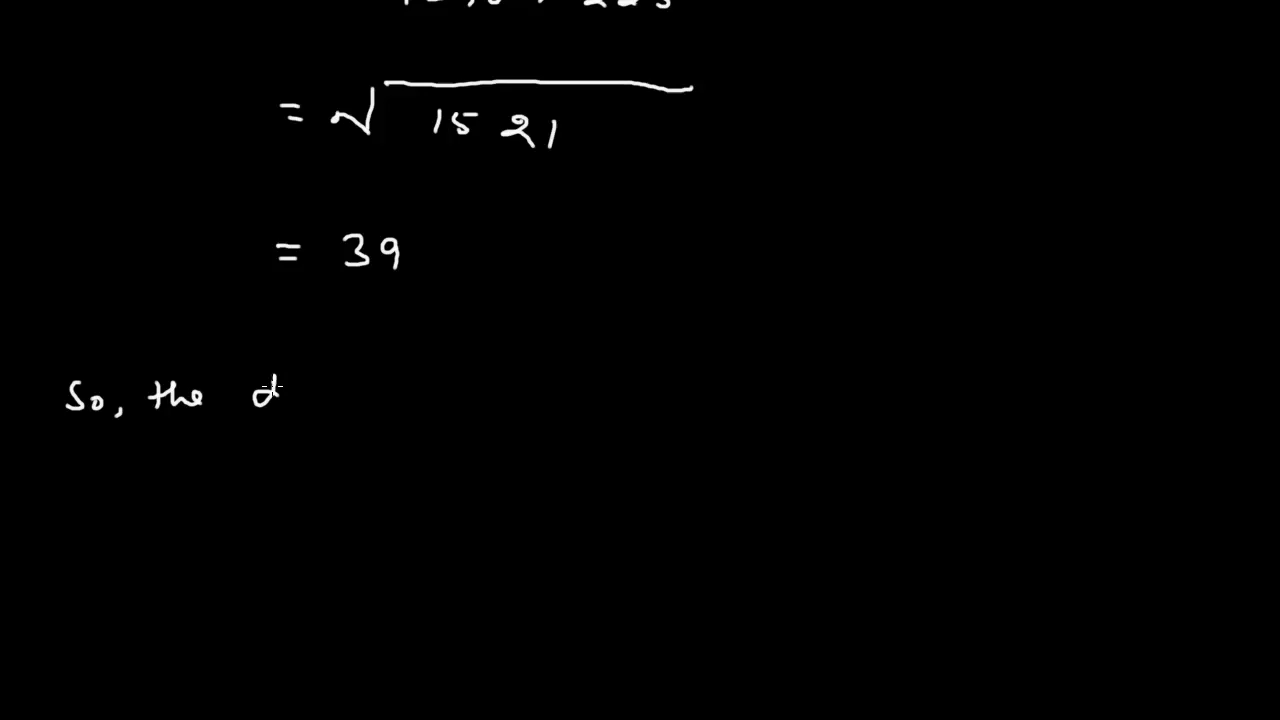 = √1521
= 39
So, the d